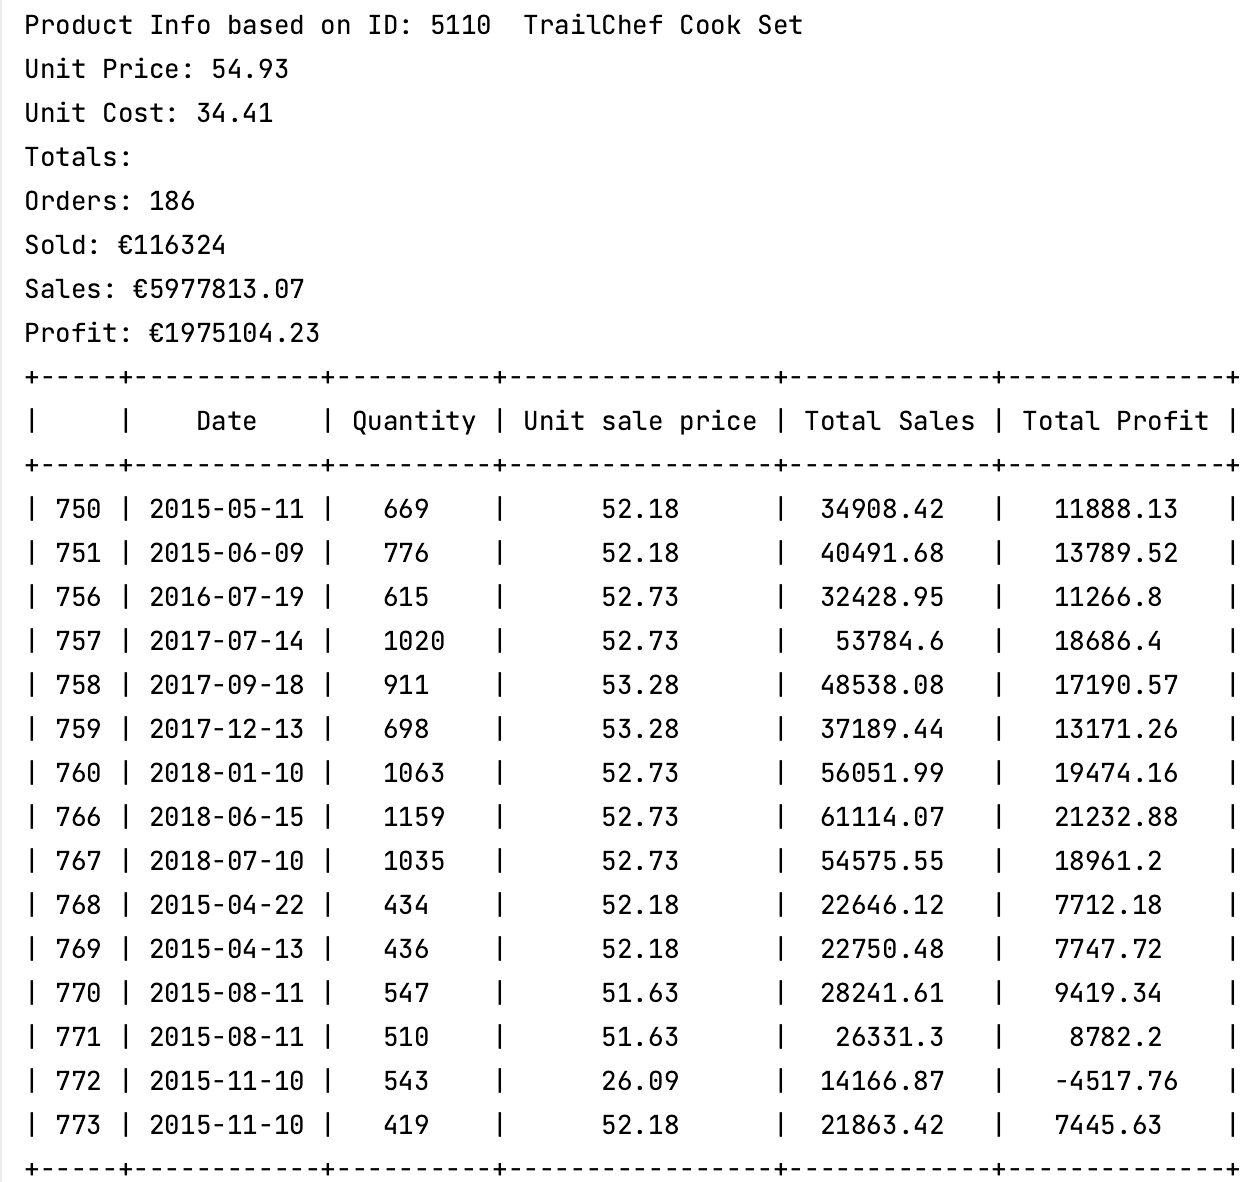 Product Info based on ID: 5110  TrailChef Cook Set
Unit Price: 54.93
Unit Cost: 34.41
Totals:
Orders: 186
Sold: €116324
Sales: €5977813.07
Profit: €1975104.23
+-----+------------+----------+-----------------+-------------+--------------+
|     |    Date    | Quantity | Unit sale price | Total Sales | Total Profit |
+-----+------------+----------+-----------------+-------------+--------------+
| 750 | 2015-05-11 |   669    |      52.18      |  34908.42   |   11888.13   |
| 751 | 2015-06-09 |   776    |      52.18      |  40491.68   |   13789.52   |
| 756 | 2016-07-19 |   615    |      52.73      |  32428.95   |   11266.8    |
| 757 | 2017-07-14 |   1020   |      52.73      |   53784.6   |   18686.4    |
| 758 | 2017-09-18 |   911    |      53.28      |  48538.08   |   17190.57   |
| 759 | 2017-12-13 |   698    |      53.28      |  37189.44   |   13171.26   |
| 760 | 2018-01-10 |   1063   |      52.73      |  56051.99   |   19474.16   |
| 766 | 2018-06-15 |   1159   |      52.73      |  61114.07   |   21232.88   |
| 767 | 2018-07-10 |   1035   |      52.73      |  54575.55   |   18961.2    |
| 768 | 2015-04-22 |   434    |      52.18      |  22646.12   |   7712.18    |
| 769 | 2015-04-13 |   436    |      52.18      |  22750.48   |   7747.72    |
| 770 | 2015-08-11 |   547    |      51.63      |  28241.61   |   9419.34    |
| 771 | 2015-08-11 |   510    |      51.63      |   26331.3   |    8782.2    |
| 772 | 2015-11-10 |   543    |      26.09      |  14166.87   |   -4517.76   |
| 773 | 2015-11-10 |   419    |      52.18      |  21863.42   |   7445.63    |
+-----+------------+----------+-----------------+-------------+--------------+